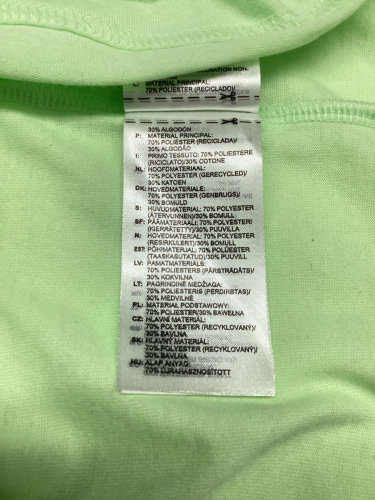 MATERIAL PRINCIPAL:
70% POLIESTER (RECICLADO)/
30% ALGODÓN
P: MATERIAL PRINCIPAL:
70% POLIÉSTER (RECICLADA)/
30% ALGODÃO
I: PRIMO TESSUTO: 70% POLIESTERE
(RICICLATO)/30% COTONE
NL: HOOFDMATERIAAL:
70% POLYESTER (GERECYCLED)/
30% KATOEN
DK: HOVEDMATERIALE:
70% POLYESTER (GENBRUGS)/
30% BOMULD
S: HUVUDMATERIAL: 70% POLYESTER
(ÅTERVUNNEN)/30% BOMULL
SF: PÄÄMATERIAALI: 70% POLYESTERI
(KIERRÄTETTY)/30% PUUVILLA
N: HOVEDMATERIAL: 70% POLYESTER
(RESIRKULERT)/30% BOMULL
EST: PÕHIMATERJAL: 70% POLÜESTER
(TAASKASUTATUD)/30% PUUVILL
LV: PAMATMATERIĀLS:
70% POLIESTERS (PĀRSTRĀDĀTS)/
30% KOKVILNA
LT: PAGRINDINĖ MEDŽIAGA:
70% POLIESTERIS (PERDIRBTAS)/
30% MEDVILNĖ
PL: MATERIAŁ PODSTAWOWY:
70% POLIESTER/30% BAWEŁNA
CZ: HLAVNÍ MATERIÁL:
70% POLYESTER (RECYKLOVANÝ)/
30% BAVLNA
SK: HLAVNÝ MATERIÁL:
70% POLYESTER (RECYKLOVANÝ)/
30% BAVLNA
HU: ALAP ANYAG:
70% ÚJRAHASZNOSÍTOTT